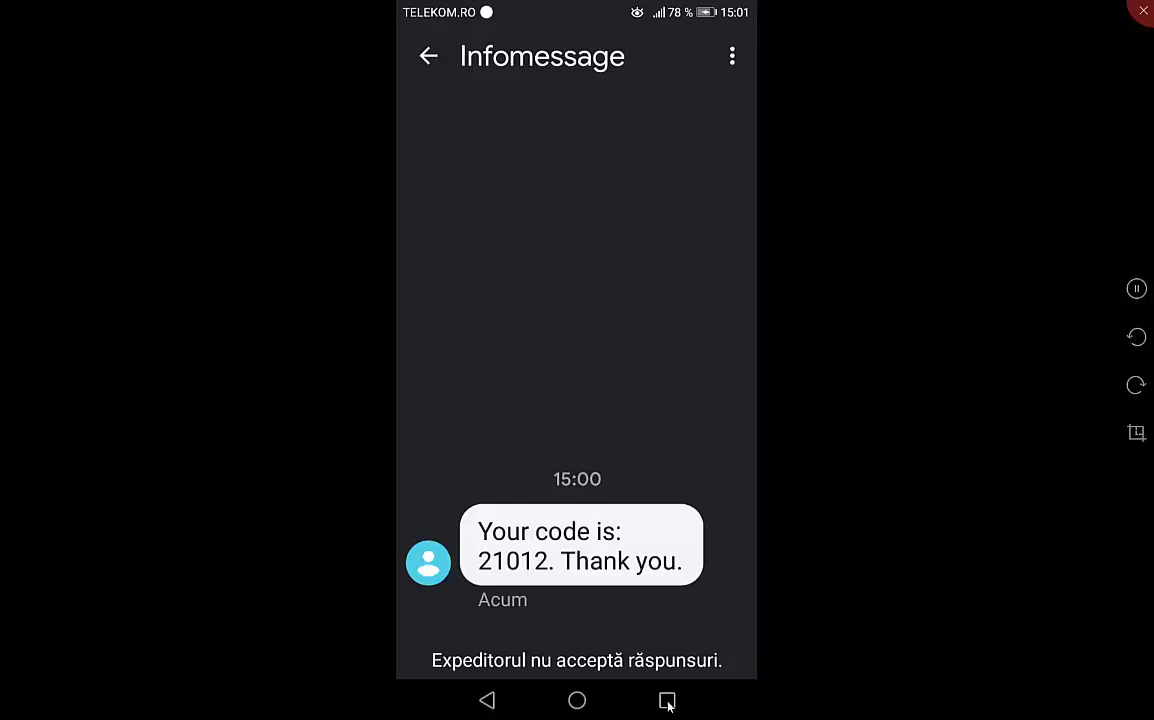 TELEKOM.RO 78 % 15:01
Infomessage
15:00
Your code is:
21012. Thank you.
Acum
Expeditorul nu acceptă răspunsuri.